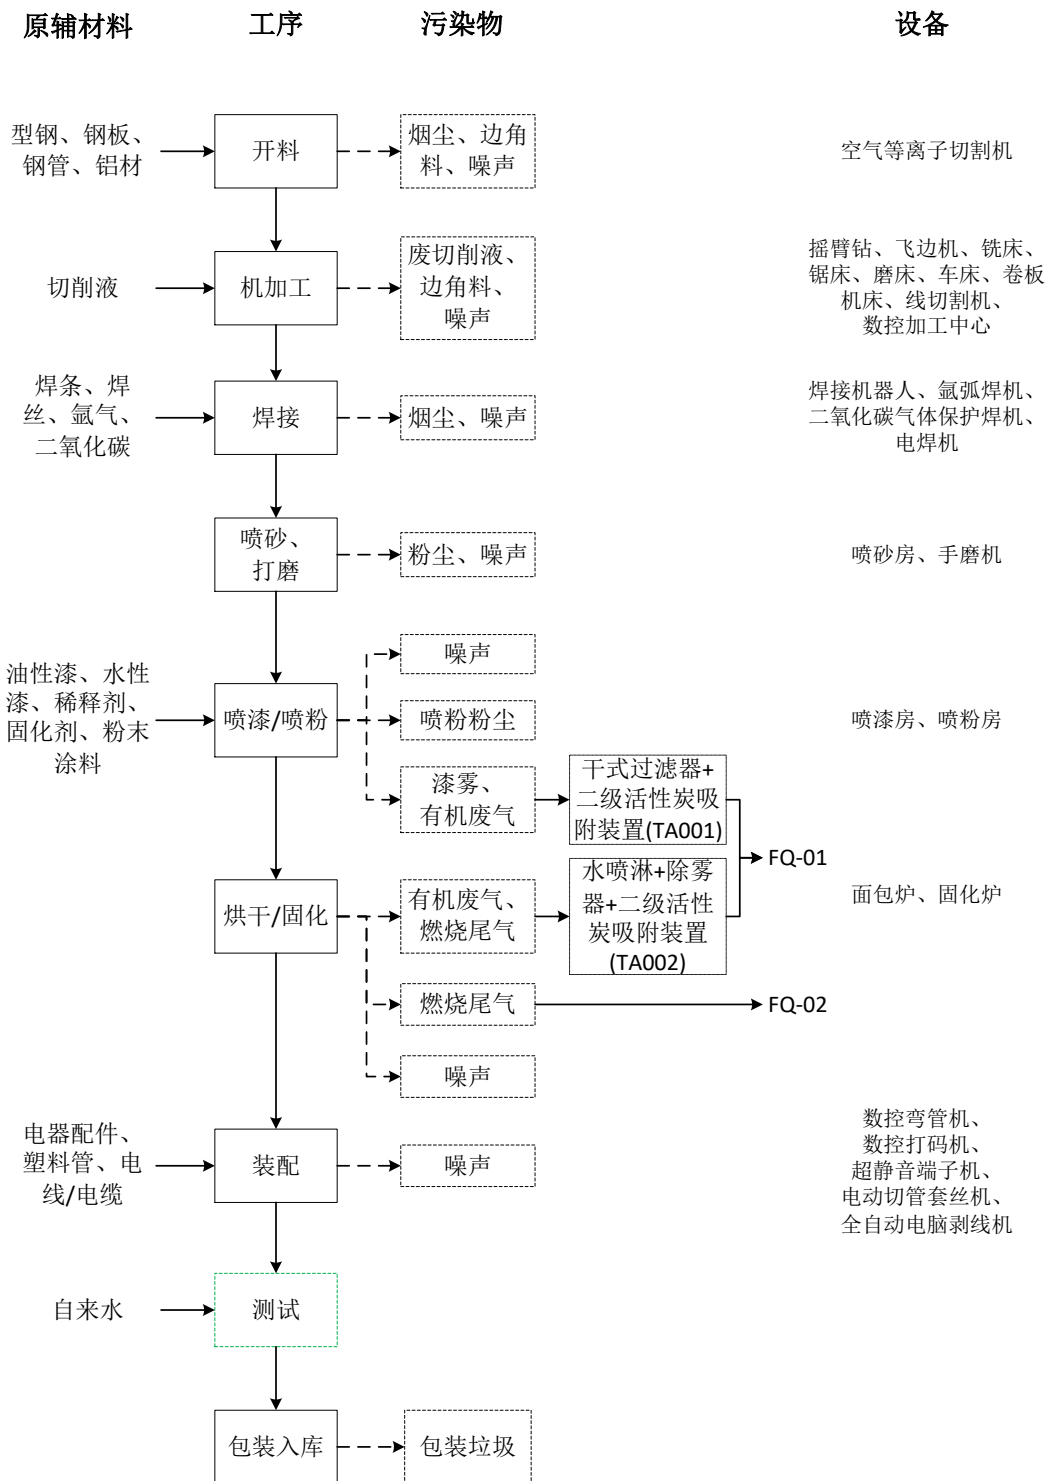 原辅材料
工序
污染物
设备
型钢、钢板、
钢管、铝材
开料
烟尘、边角
料、噪声
空气等离子切割机
切削液
机加工
废切削液、
边角料、
噪声
摇臂钻、飞边机、铣床、
锯床、磨床、车床、卷板
机床、线切割机、
数控加工中心
焊条、焊
丝、氩气、
二氧化碳
焊接
烟尘、噪声
焊接机器人、氩弧焊机、
二氧化碳气体保护焊机、
电焊机
喷砂、
打磨
粉尘、噪声
喷砂房、手磨机
油性漆、水性
漆、稀释剂、
固化剂、粉末
涂料
喷漆/喷粉
噪声
喷粉粉尘
漆雾、
有机废气
干式过滤器+
二级活性炭吸
附装置(TA001)
喷漆房、喷粉房
FQ-01
烘干/固化
有机废气、
燃烧尾气
水喷淋+除雾
器+二级活性
炭吸附装置
(TA002)
面包炉、固化炉
燃烧尾气
FQ-02
噪声
电器配件、
塑料管、电
线/电缆
装配
噪声
数控弯管机、
数控打码机、
超静音端子机、
电动切管套丝机、
全自动电脑剥线机
自来水
测试
包装入库
包装垃圾